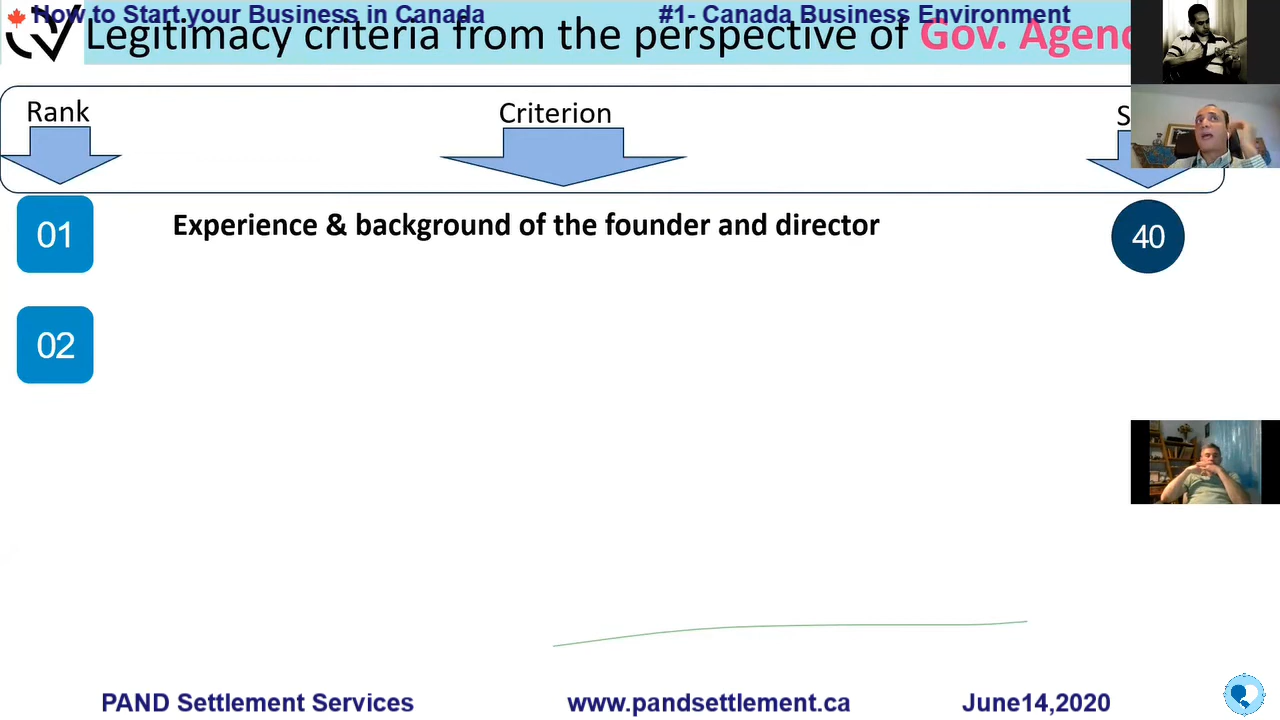 How to Start your Business in Canada #1- Canada Business Environment
Legitimacy criteria from the perspective of Gov.
Rank Criterion
01 Experience & background of the founder and director 40
02
PAND Settlement Services www.pandsettlement.ca June14,2020